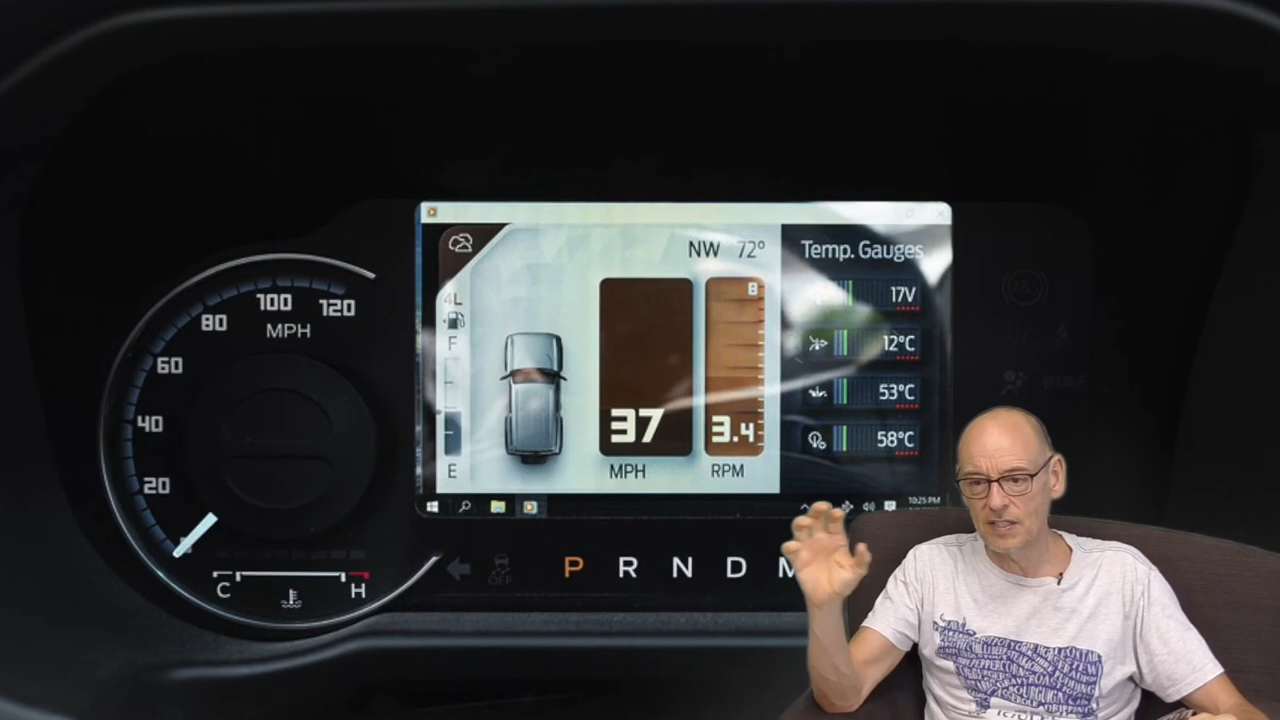 NW 72°
Temp. Gauges
4L
F
E
8
37
MPH
3.4
RPM
17V
12°C
53°C
58°C
10:25 PM
20
40
60
80
100
120
MPH
C
H
OFF
P R N D M